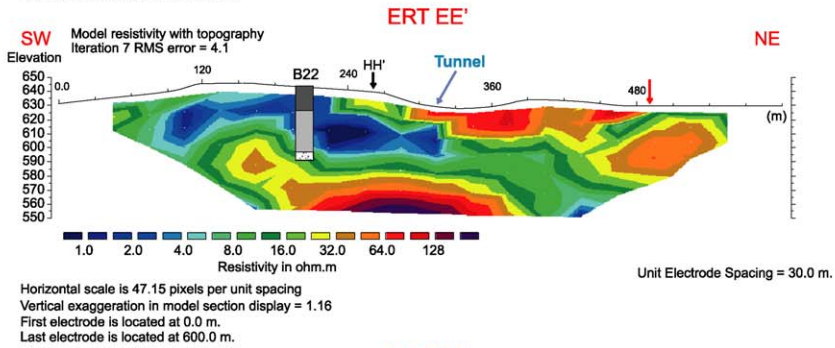 ERT EE'
SW
Model resistivity with topography
Iteration 7 RMS error = 4.1
NE
Elevation
650
640
630
620
610
600
590
580
570
560
550
0.0
120
B22
240
HH'
Tunnel
360
480
(m)
1.0 2.0 4.0 8.0 16.0 32.0 64.0 128
Resistivity in ohm.m
Unit Electrode Spacing = 30.0 m.
Horizontal scale is 47.15 pixels per unit spacing
Vertical exaggeration in model section display = 1.16
First electrode is located at 0.0 m.
Last electrode is located at 600.0 m.